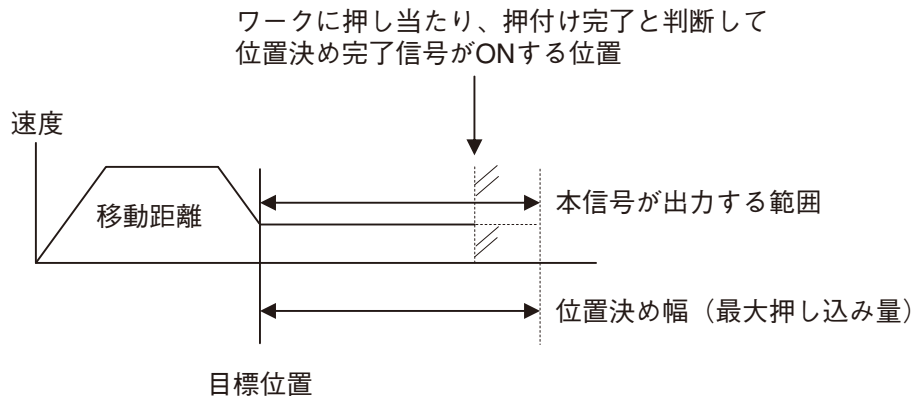 ワークに押し当たり、押付け完了と判断して
位置決め完了信号がONする位置
速度
移動距離
本信号が出力する範囲
位置決め幅（最大押し込み量）
目標位置